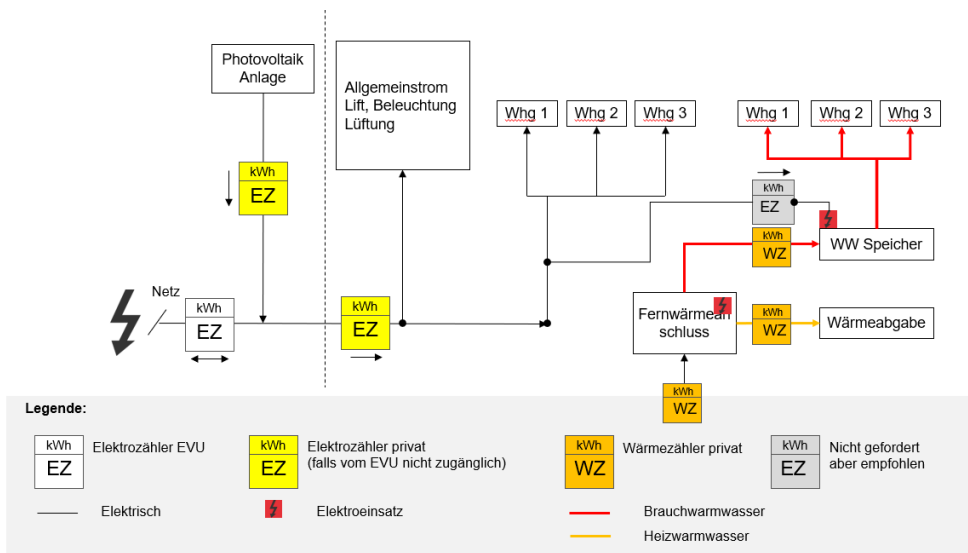 Photovoltaik
Anlage
Allgemeinstrom
Lift, Beleuchtung
Lüftung
Whg 1
Whg 2
Whg 3
Whg 1
Whg 2
Whg 3
kWh
EZ
kWh
EZ
kWh
WZ
WW Speicher
Netz
kWh
EZ
kWh
EZ
Fernwärmean
schluss
kWh
WZ
Wärmeabgabe
kWh
WZ
Legende:
kWh
EZ
Elektrozähler EVU
kWh
EZ
Elektrozähler privat
(falls vom EVU nicht zugänglich)
kWh
WZ
Wärmezähler privat
kWh
EZ
Nicht gefordert
aber empfohlen
Elektrisch
Elektroeinsatz
Brauchwarmwasser
Heizwarmwasser